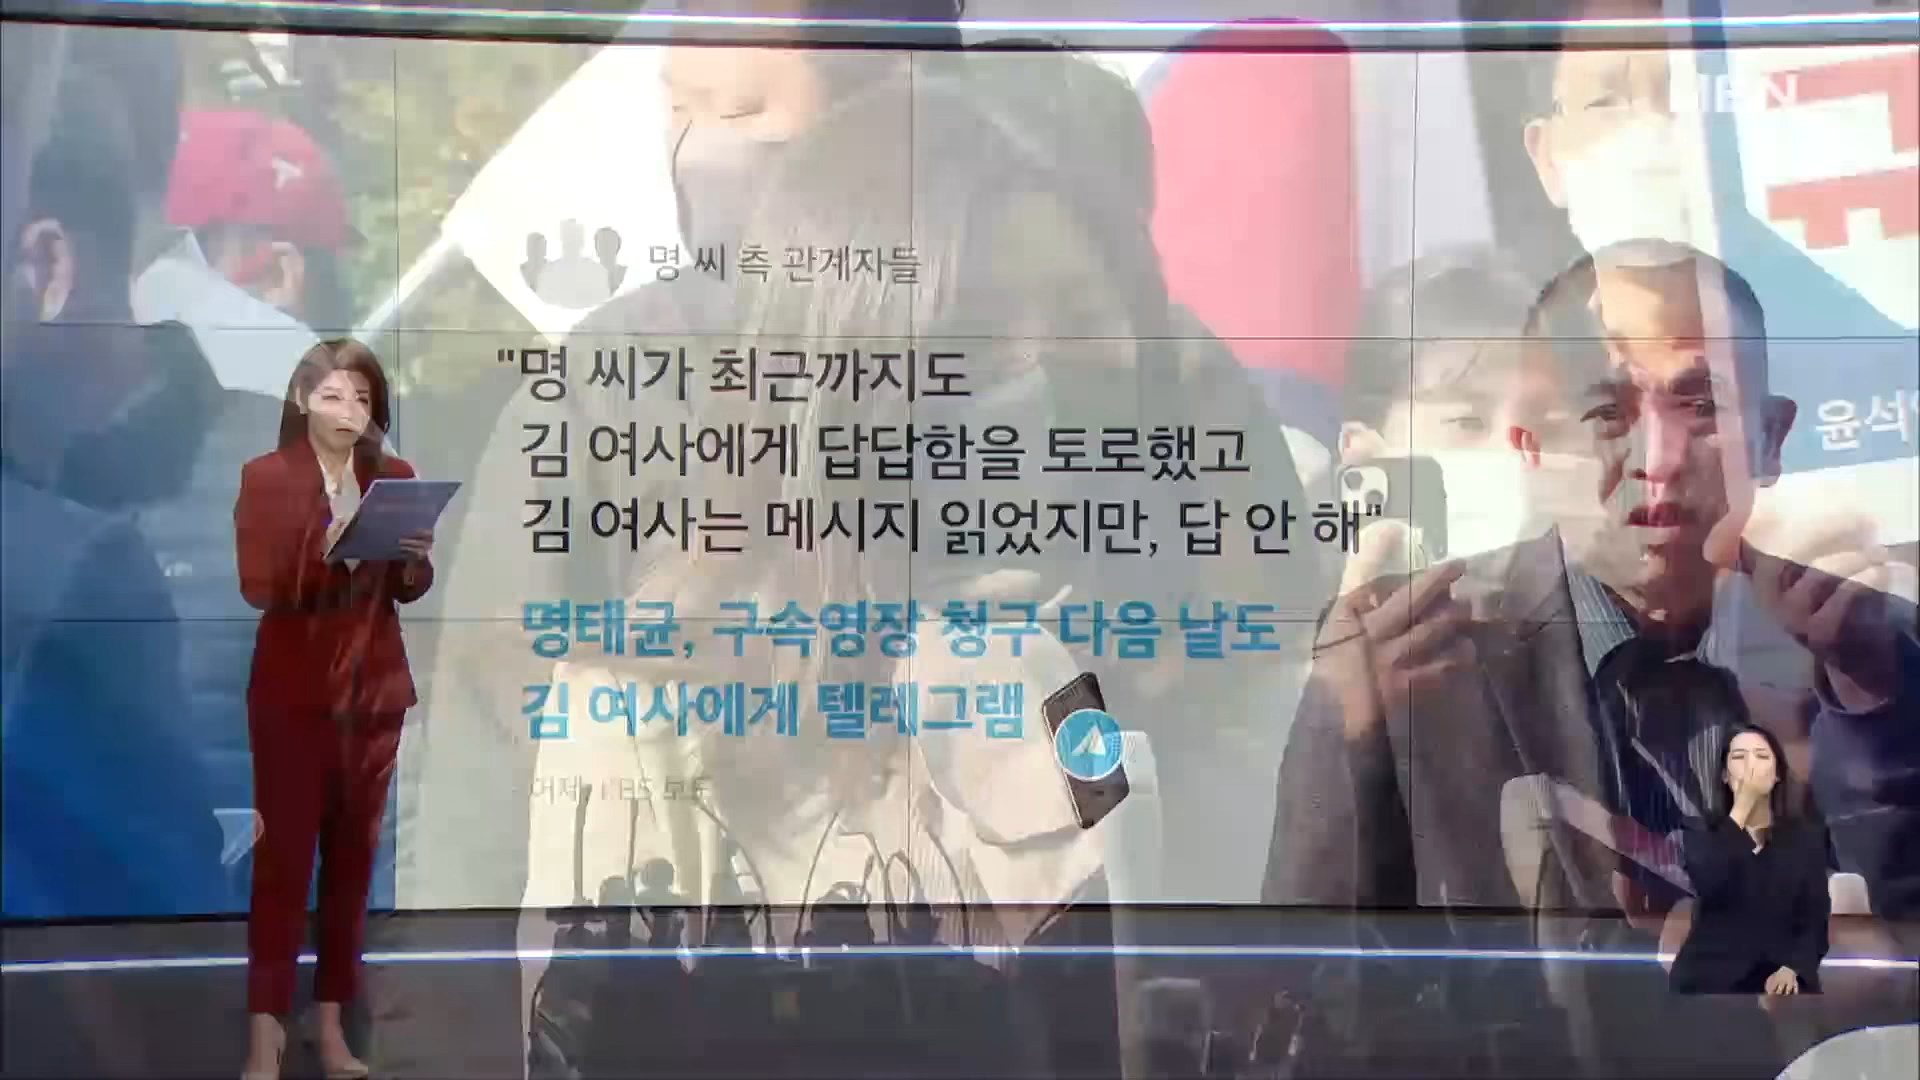 MBN
명 씨 측 관계자들
"명 씨가 최근까지도
김 여사에게 답답함을 토로했고
김 여사는 메시지 읽었지만, 답 안 해"
명태균, 구속영장 청구 다음 날도
김 여사에게 텔레그램
어제, KBS 보도
윤석